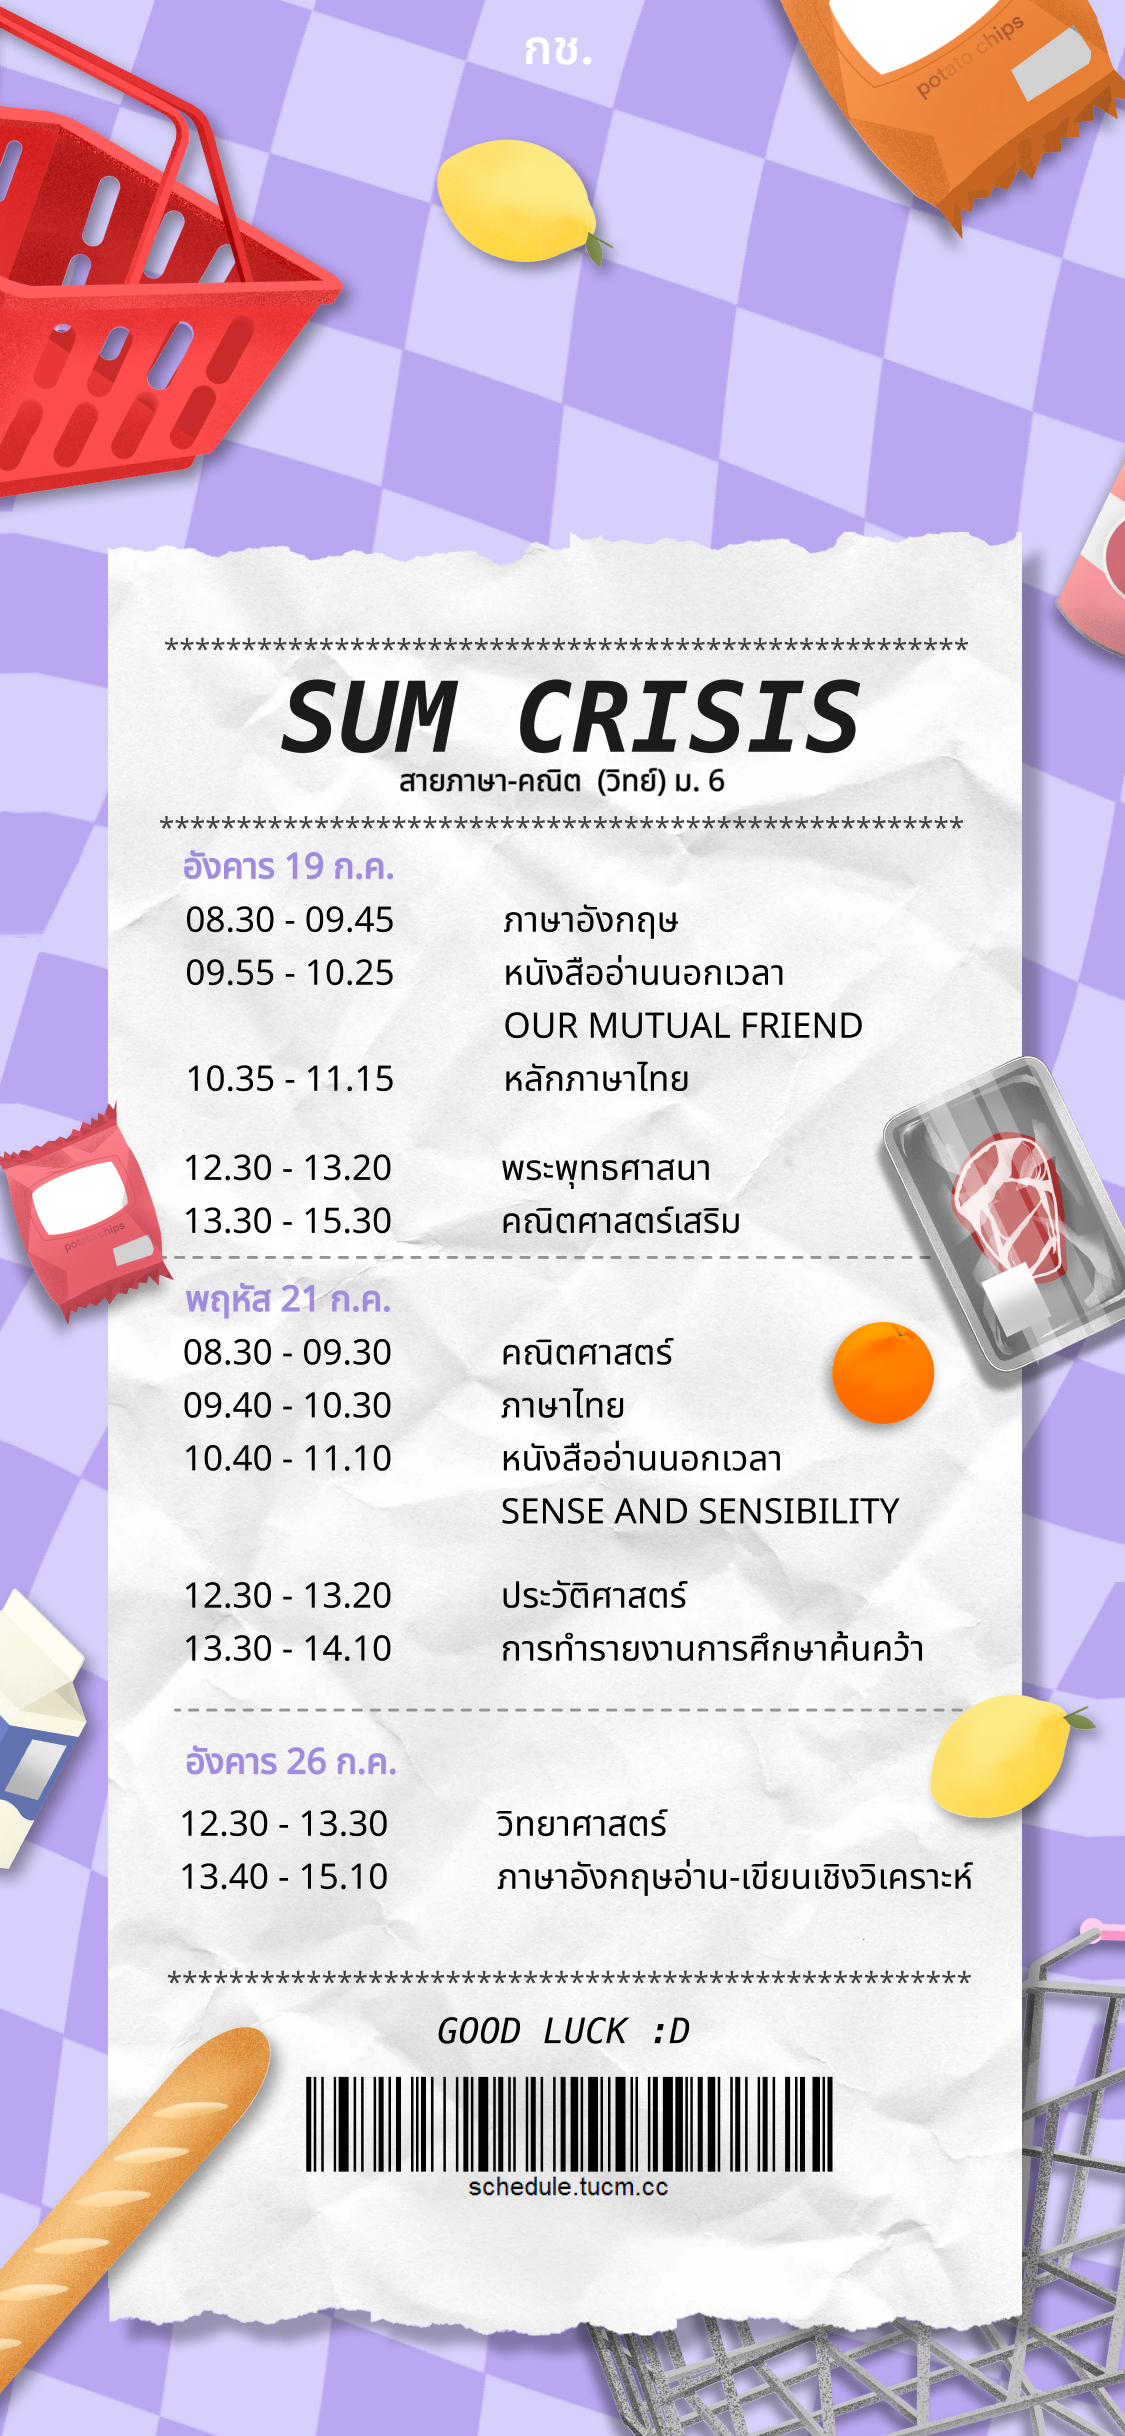 กช.
potato chips
*****************************************************
SUM CRISIS
สายภาษา-คณิต (วิทย์) ม. 6
*****************************************************
อังคาร 19 ก.ค.
08.30 - 09.45 ภาษาอังกฤษ
09.55 - 10.25 หนังสืออ่านนอกเวลา
OUR MUTUAL FRIEND
10.35 - 11.15 หลักภาษาไทย
12.30 - 13.20 พระพุทธศาสนา
13.30 - 15.30 คณิตศาสตร์เสริม
potato chips
พฤหัส 21 ก.ค.
08.30 - 09.30 คณิตศาสตร์
09.40 - 10.30 ภาษาไทย
10.40 - 11.10 หนังสืออ่านนอกเวลา
SENSE AND SENSIBILITY
12.30 - 13.20 ประวัติศาสตร์
13.30 - 14.10 การทำรายงานการศึกษาค้นคว้า
อังคาร 26 ก.ค.
12.30 - 13.30 วิทยาศาสตร์
13.40 - 15.10 ภาษาอังกฤษอ่าน-เขียนเชิงวิเคราะห์
*****************************************************
GOOD LUCK :D
schedule.tucm.cc